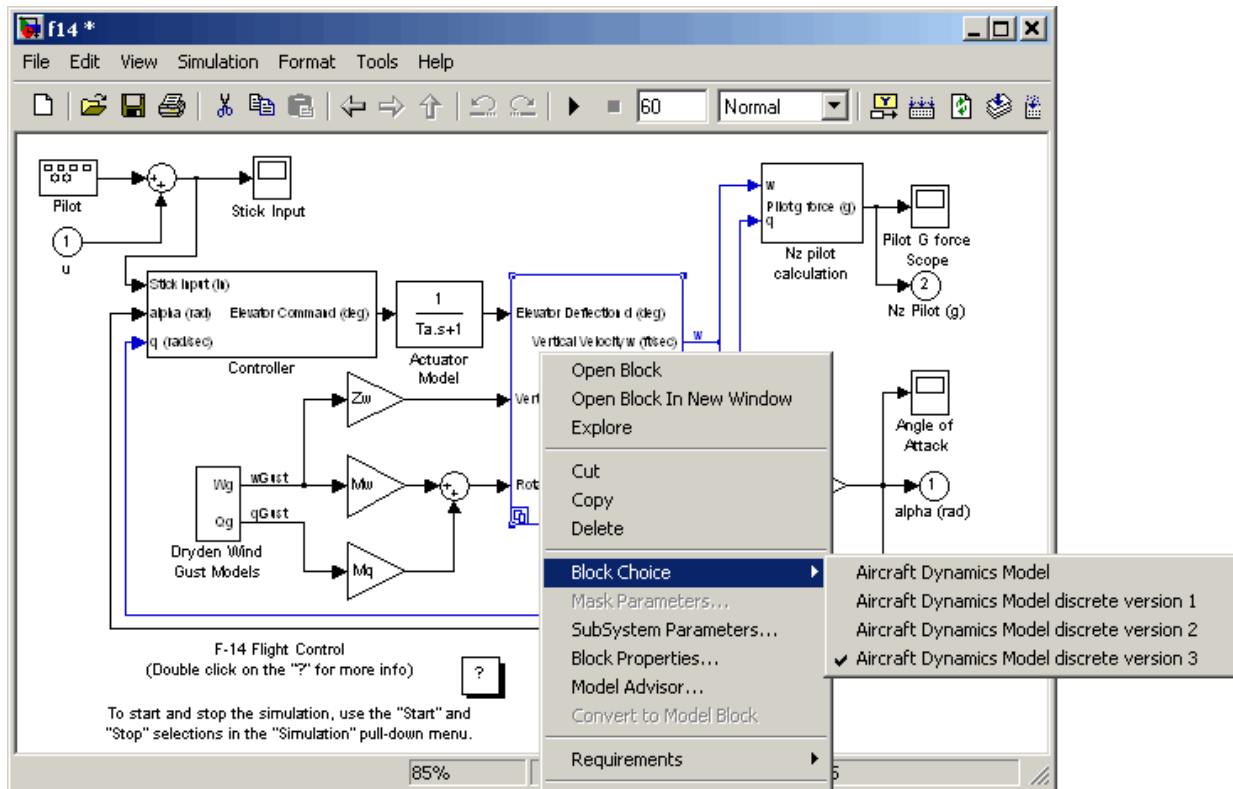 f14 *
File Edit View Simulation Format Tools Help
60 Normal
Pilot
Stick Input
1
u
w
Pilot g force (g)
q
Nz pilot
calculation
Pilot G force
Scope
2
Nz Pilot (g)
Stick Input (in)
alpha (rad) Elevator Command (deg)
q (rad/sec)
Controller
1
Ta.s+1
Actuator
Model
Elevator Deflection d (deg)
Vertical Velocity w (ft/sec)
w
Vert
Rota
Zw
Mw
Mq
Wg wGust
Qg qGust
Dryden Wind
Gust Models
Angle of
Attack
1
alpha (rad)
Open Block
Open Block In New Window
Explore
Cut
Copy
Delete
Block Choice
Mask Parameters...
SubSystem Parameters...
Block Properties...
Model Advisor...
Convert to Model Block
Requirements
Aircraft Dynamics Model
Aircraft Dynamics Model discrete version 1
Aircraft Dynamics Model discrete version 2
Aircraft Dynamics Model discrete version 3
F-14 Flight Control
(Double click on the "?" for more info)
?
To start and stop the simulation, use the "Start" and
"Stop" selections in the "Simulation" pull-down menu.
85%